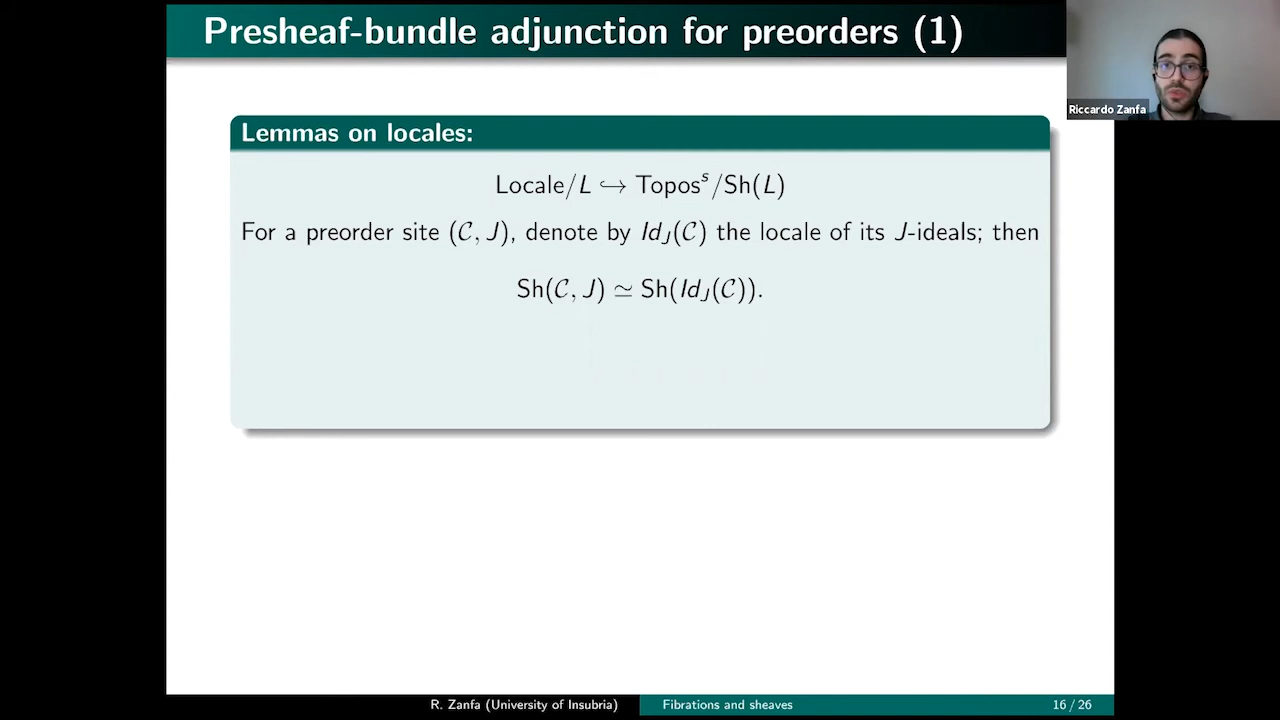 Presheaf-bundle adjunction for preorders (1)
Riccardo Zanfa
Lemmas on locales:
Locale/L ↪ Toposˢ/Sh(L)
For a preorder site (𝒞, J), denote by Id_J(𝒞) the locale of its J-ideals; then
Sh(𝒞, J) ≃ Sh(Id_J(𝒞)).
R. Zanfa (University of Insubria)
Fibrations and sheaves
16 / 26